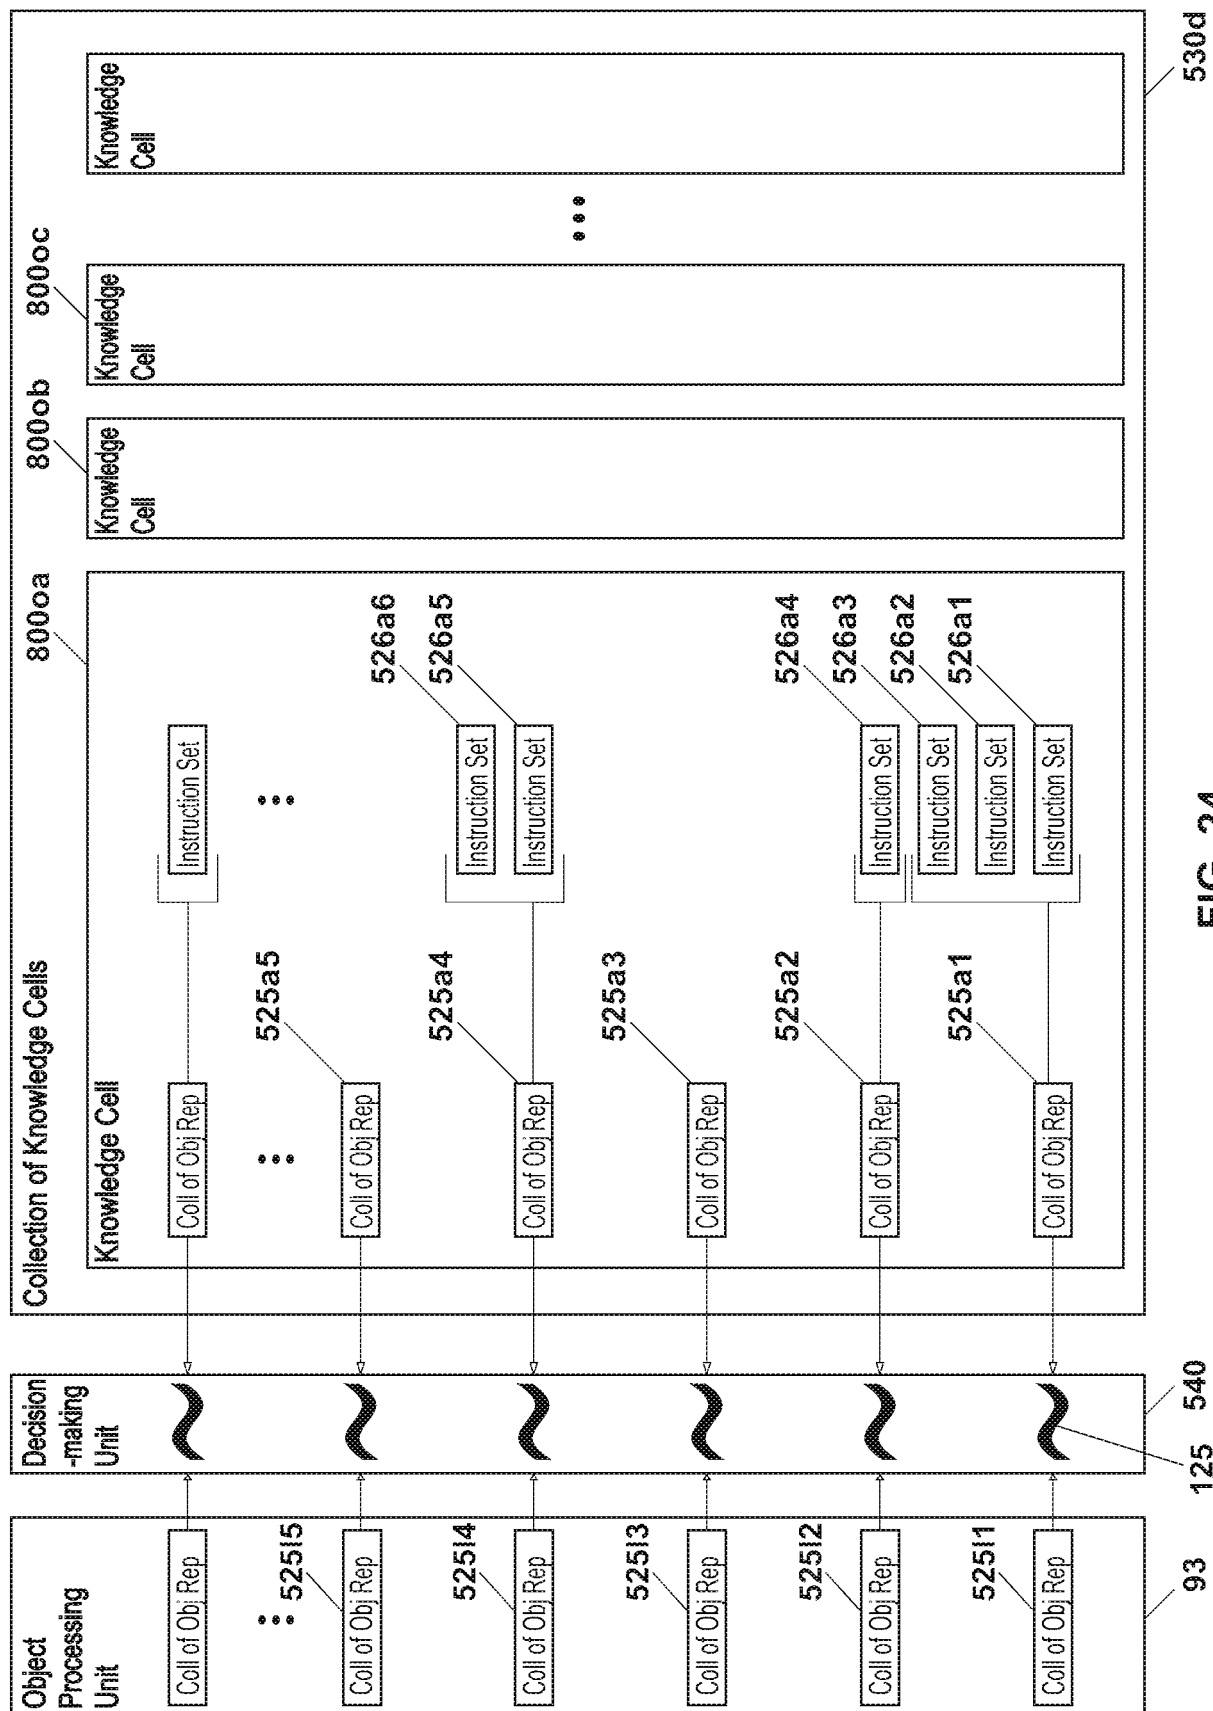 Object
Processing
Unit
Coll of Obj Rep
525l5
Coll of Obj Rep
525l4
Coll of Obj Rep
525l3
Coll of Obj Rep
525l2
Coll of Obj Rep
525l1
Coll of Obj Rep
93
Decision
-making
Unit
540
125
Collection of Knowledge Cells
530d
Knowledge Cell
800oa
Coll of Obj Rep
525a5
Coll of Obj Rep
525a4
Coll of Obj Rep
525a3
Coll of Obj Rep
525a2
Coll of Obj Rep
525a1
Coll of Obj Rep
Instruction Set
526a6
Instruction Set
526a5
Instruction Set
526a4
Instruction Set
526a3
Instruction Set
526a2
Instruction Set
526a1
Instruction Set
Knowledge
Cell
800ob
Knowledge
Cell
800oc
Knowledge
Cell